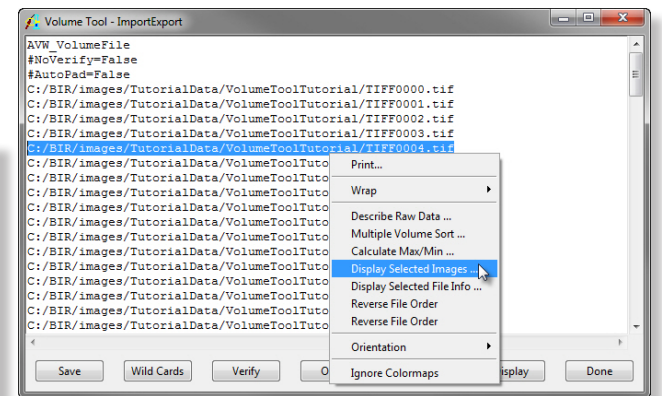 Volume Tool - ImportExport
AVW_VolumeFile
#NoVerify=False
#AutoPad=False
C:/BIR/images/TutorialData/VolumeToolTutorial/TIFF0000.tif
C:/BIR/images/TutorialData/VolumeToolTutorial/TIFF0001.tif
C:/BIR/images/TutorialData/VolumeToolTutorial/TIFF0002.tif
C:/BIR/images/TutorialData/VolumeToolTutorial/TIFF0003.tif
C:/BIR/images/TutorialData/VolumeToolTutorial/TIFF0004.tif
C:/BIR/images/TutorialData/VolumeToolTuto
C:/BIR/images/TutorialData/VolumeToolTuto
C:/BIR/images/TutorialData/VolumeToolTuto
C:/BIR/images/TutorialData/VolumeToolTuto
C:/BIR/images/TutorialData/VolumeToolTuto
C:/BIR/images/TutorialData/VolumeToolTuto
C:/BIR/images/TutorialData/VolumeToolTuto
C:/BIR/images/TutorialData/VolumeToolTuto
C:/BIR/images/TutorialData/VolumeToolTuto
C:/BIR/images/TutorialData/VolumeToolTuto
C:/BIR/images/TutorialData/VolumeToolTuto
C:/BIR/images/TutorialData/VolumeToolTuto
Print...
Wrap
Describe Raw Data ...
Multiple Volume Sort ...
Calculate Max/Min ...
Display Selected Images ...
Display Selected File Info ...
Reverse File Order
Reverse File Order
Orientation
Ignore Colormaps
Save Wild Cards Verify O isplay Done